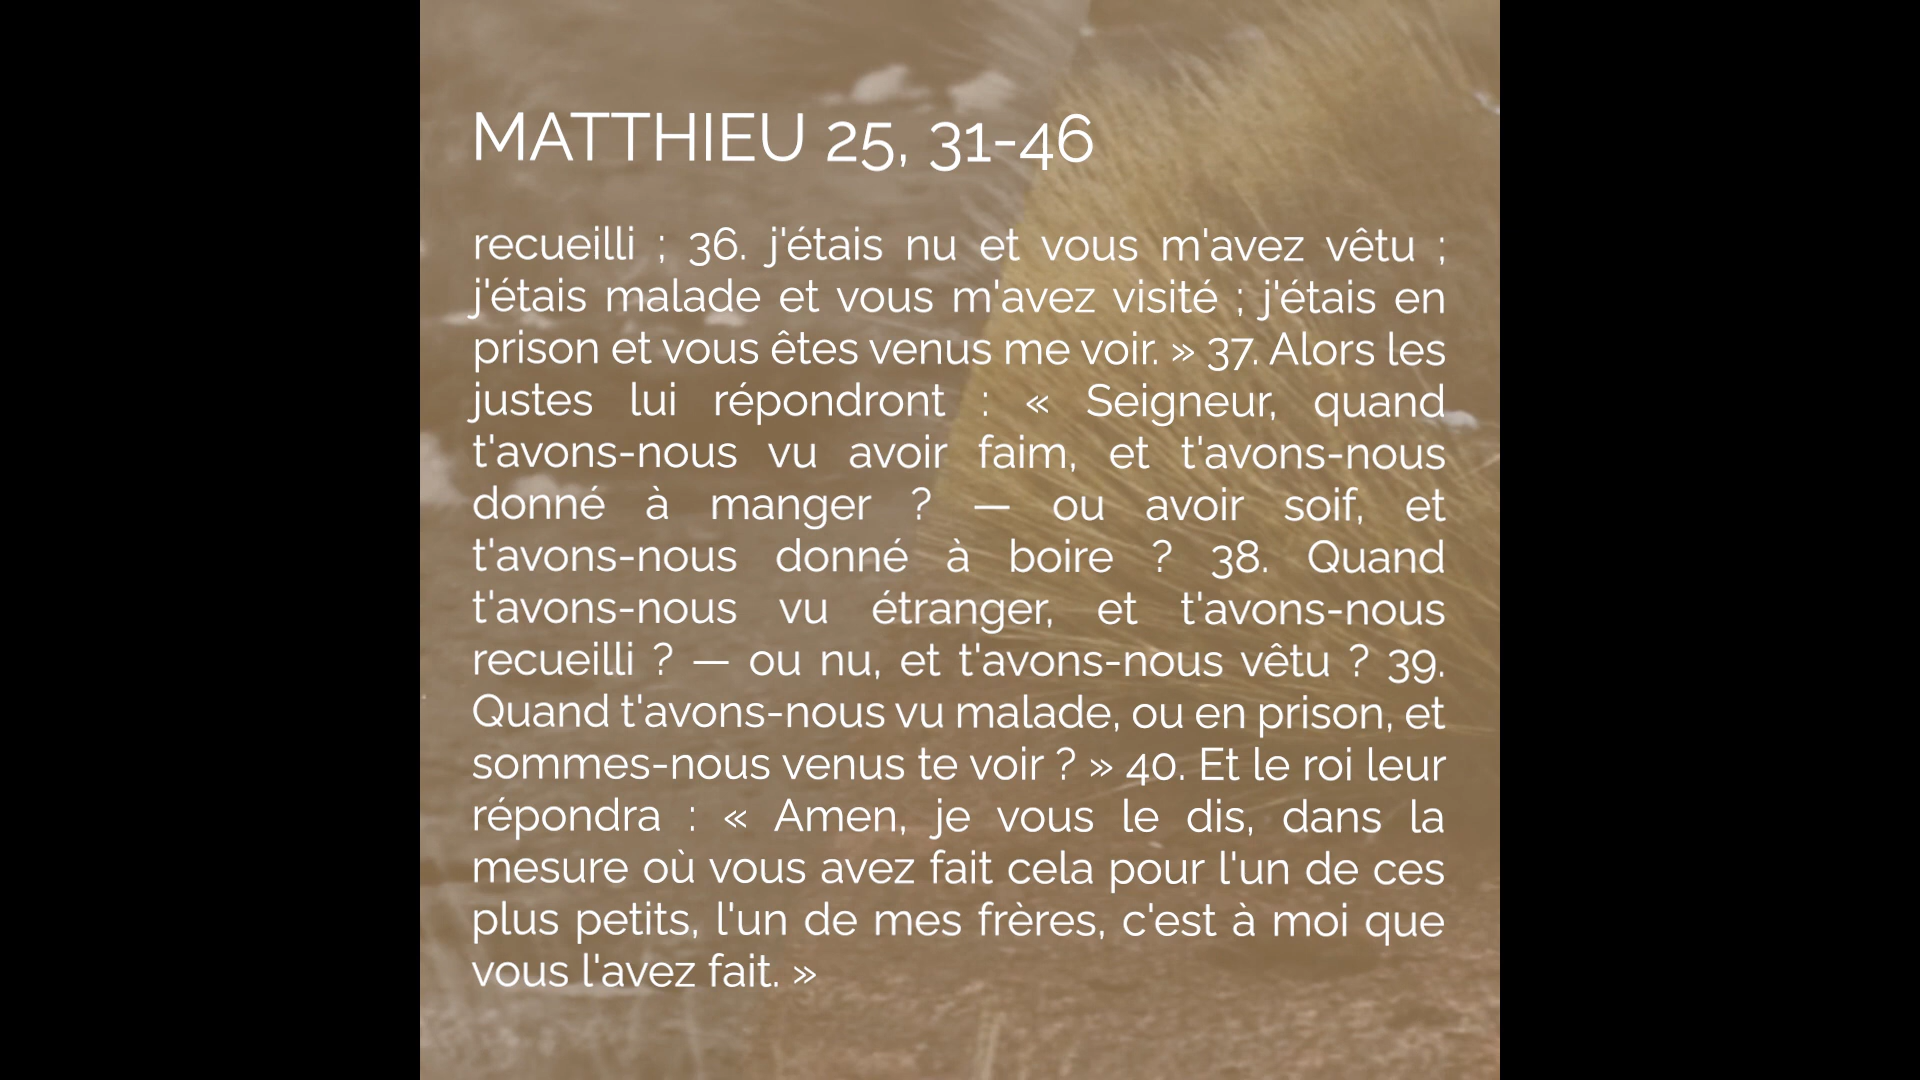 MATTHIEU 25, 31-46
recueilli ; 36. j'étais nu et vous m'avez vêtu ;
j'étais malade et vous m'avez visité ; j'étais en
prison et vous êtes venus me voir. » 37. Alors les
justes lui répondront : « Seigneur, quand
t'avons-nous vu avoir faim, et t'avons-nous
donné à manger ? — ou avoir soif, et
t'avons-nous donné à boire ? 38. Quand
t'avons-nous vu étranger, et t'avons-nous
recueilli ? — ou nu, et t'avons-nous vêtu ? 39.
Quand t'avons-nous vu malade, ou en prison, et
sommes-nous venus te voir ? » 40. Et le roi leur
répondra : « Amen, je vous le dis, dans la
mesure où vous avez fait cela pour l'un de ces
plus petits, l'un de mes frères, c'est à moi que
vous l'avez fait. »